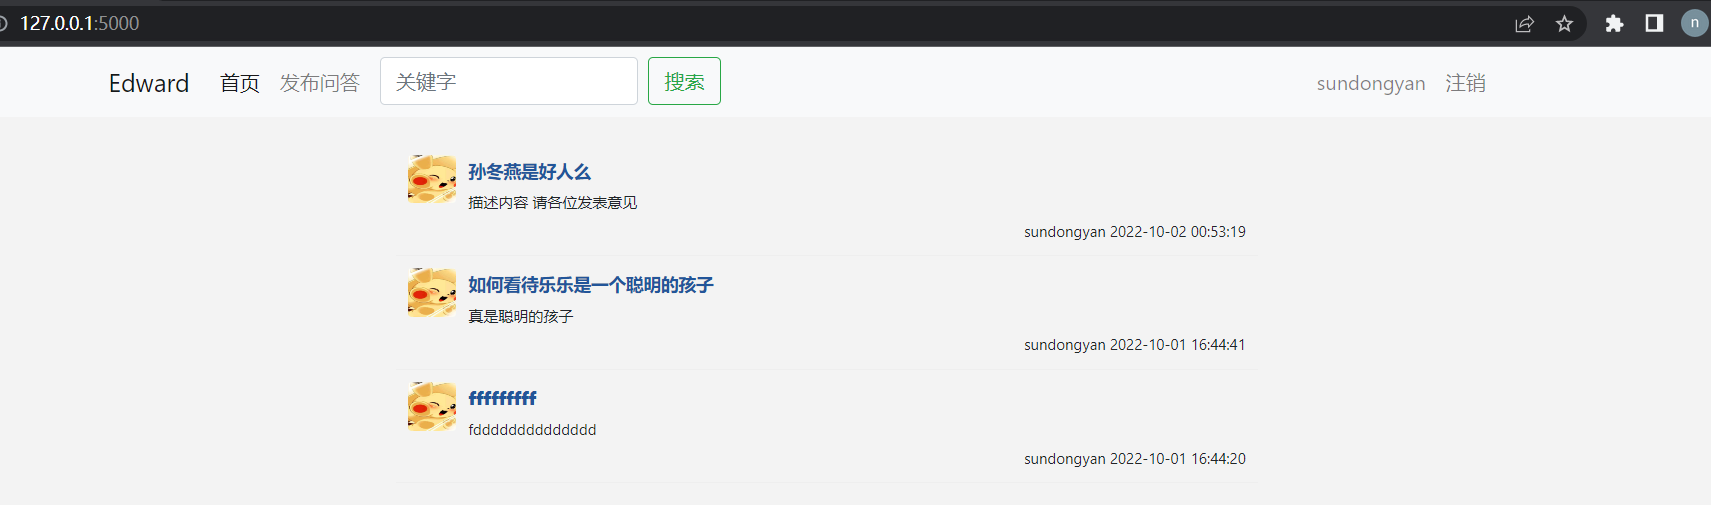 127.0.0.1:5000
n
Edward 首页 发布问答 关键字 搜索 sundongyan 注销
孙冬燕是好人么
描述内容 请各位发表意见
sundongyan 2022-10-02 00:53:19
如何看待乐乐是一个聪明的孩子
真是聪明的孩子
sundongyan 2022-10-01 16:44:41
fffffffff
fdddddddddddddd
sundongyan 2022-10-01 16:44:20